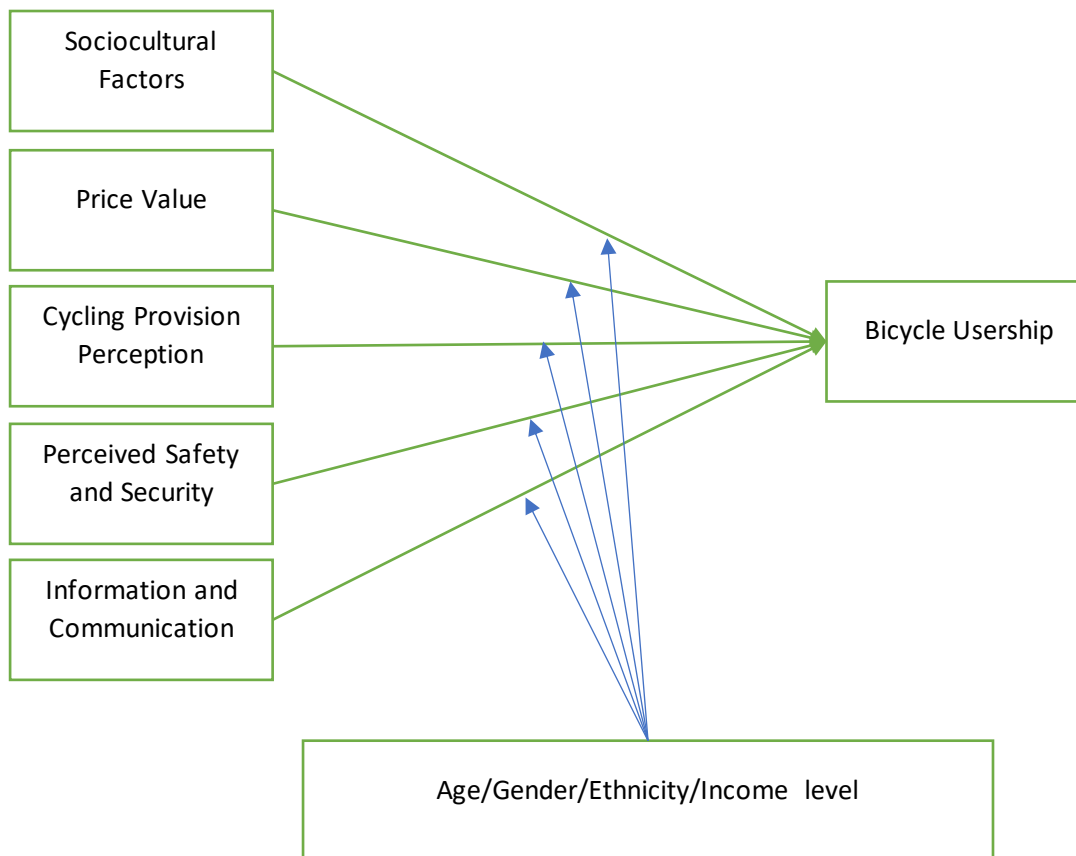 Sociocultural
Factors
Price Value
Cycling Provision
Perception
Bicycle Usership
Perceived Safety
and Security
Information and
Communication
Age/Gender/Ethnicity/Income level